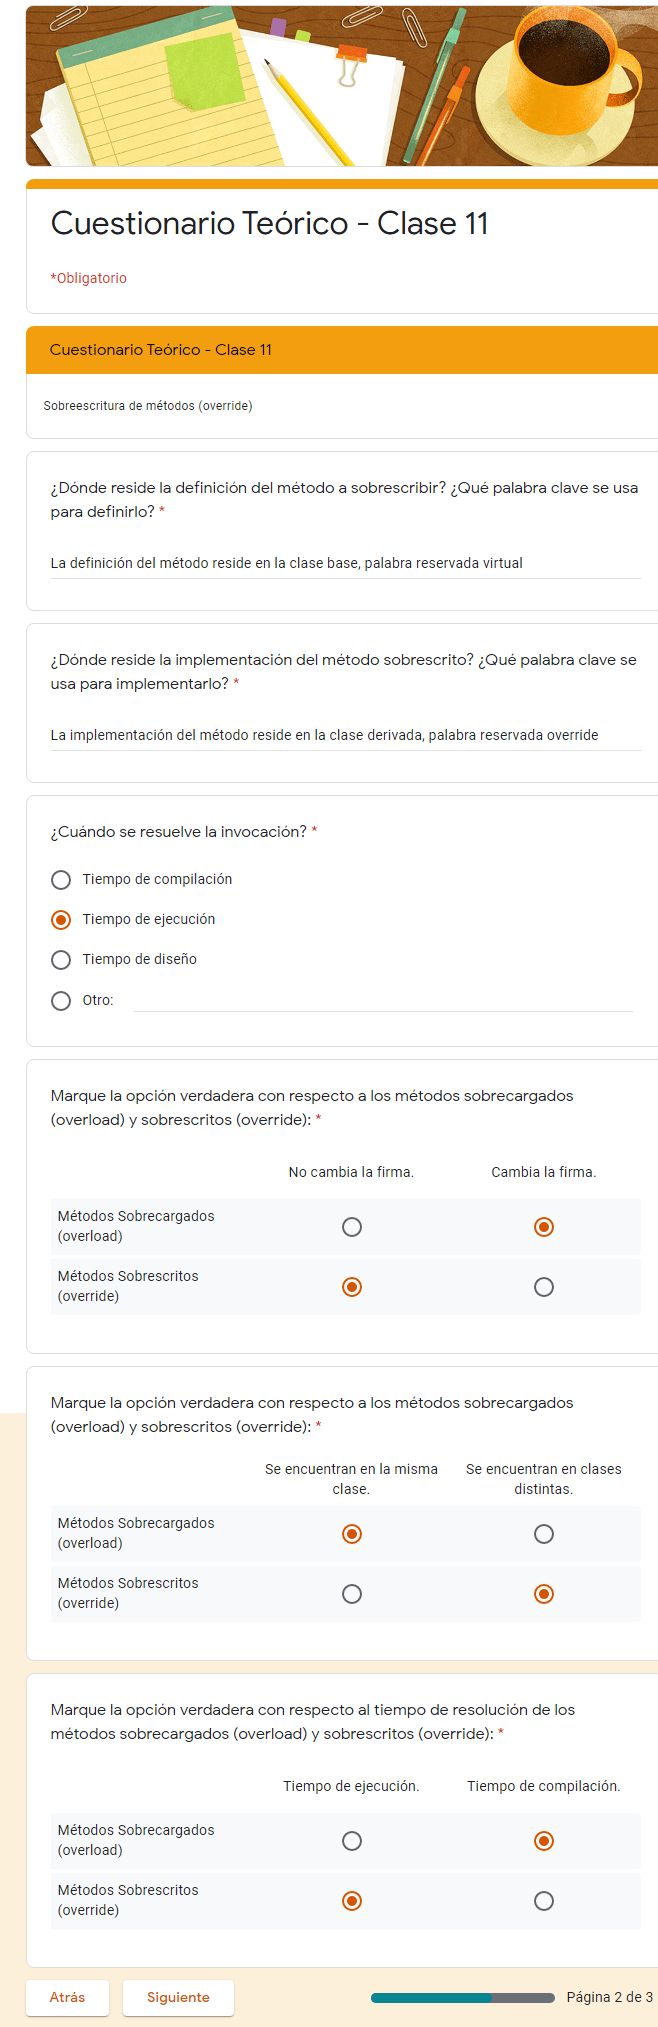 Cuestionario Teórico - Clase 11
*Obligatorio
Cuestionario Teórico - Clase 11
Sobreescritura de métodos (override)
¿Dónde reside la definición del método a sobrescribir? ¿Qué palabra clave se usa
para definirlo? *
La definición del método reside en la clase base, palabra reservada virtual
¿Dónde reside la implementación del método sobrescrito? ¿Qué palabra clave se
usa para implementarlo? *
La implementación del método reside en la clase derivada, palabra reservada override
¿Cuándo se resuelve la invocación? *
Tiempo de compilación
Tiempo de ejecución
Tiempo de diseño
Otro:
Marque la opción verdadera con respecto a los métodos sobrecargados
(overload) y sobrescritos (override): *
No cambia la firma. Cambia la firma.
Métodos Sobrecargados
(overload)
Métodos Sobrescritos
(override)
Marque la opción verdadera con respecto a los métodos sobrecargados
(overload) y sobrescritos (override): *
Se encuentran en la misma Se encuentran en clases
clase. distintas.
Métodos Sobrecargados
(overload)
Métodos Sobrescritos
(override)
Marque la opción verdadera con respecto al tiempo de resolución de los
métodos sobrecargados (overload) y sobrescritos (override): *
Tiempo de ejecución. Tiempo de compilación.
Métodos Sobrecargados
(overload)
Métodos Sobrescritos
(override)
Atrás Siguiente Página 2 de 3